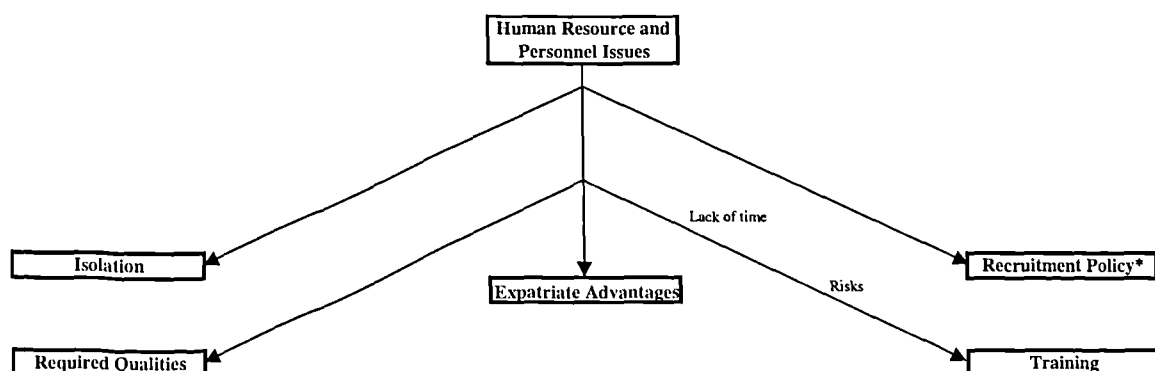 Human Resource and
Personnel Issues
Lack of time
Isolation
Recruitment Policy*
Expatriate Advantages
Risks
Required Qualities
Training